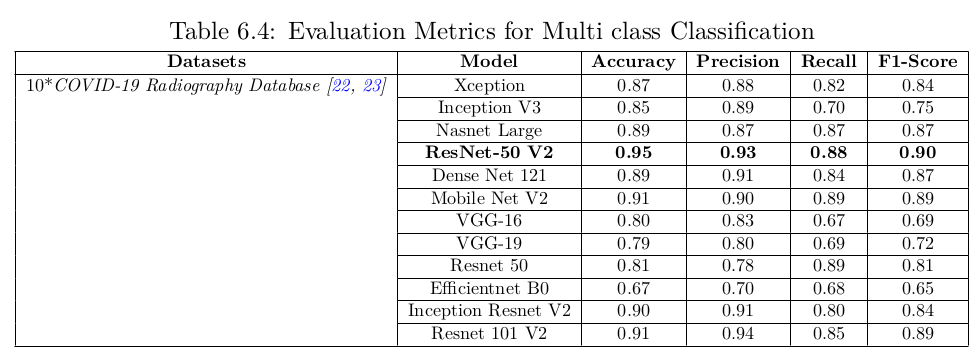 Table 6.4: Evaluation Metrics for Multi class Classification
Datasets Model Accuracy Precision Recall F1-Score
10*COVID-19 Radiography Database [22, 23] Xception 0.87 0.88 0.82 0.84
Inception V3 0.85 0.89 0.70 0.75
Nasnet Large 0.89 0.87 0.87 0.87
ResNet-50 V2 0.95 0.93 0.88 0.90
Dense Net 121 0.89 0.91 0.84 0.87
Mobile Net V2 0.91 0.90 0.89 0.89
VGG-16 0.80 0.83 0.67 0.69
VGG-19 0.79 0.80 0.69 0.72
Resnet 50 0.81 0.78 0.89 0.81
Efficientnet B0 0.67 0.70 0.68 0.65
Inception Resnet V2 0.90 0.91 0.80 0.84
Resnet 101 V2 0.91 0.94 0.85 0.89